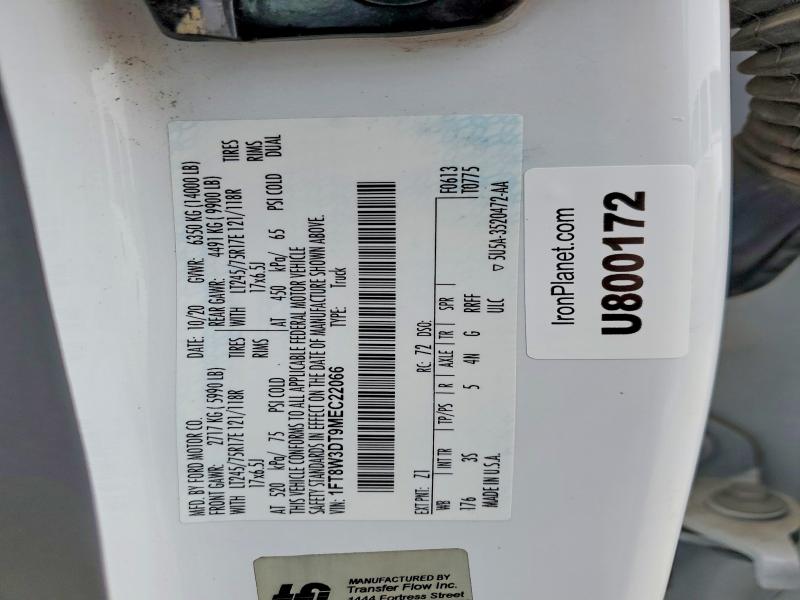 MFD. BY FORD MOTOR CO.
DATE: 10/20 GVWR: 6350 KG (14000 LB)
FRONT GAWR: 2717 KG (5990 LB) REAR GAWR: 4491 KG (9900 LB)
WITH LT245/75R17E 121/118R TIRES WITH LT245/75R17E 121/118R TIRES
17x6.5J RIMS 17x6.5J RIMS
AT 520 kPa/ 75 PSI COLD AT 450 kPa/ 65 PSI COLD DUAL
THIS VEHICLE CONFORMS TO ALL APPLICABLE FEDERAL MOTOR VEHICLE
SAFETY STANDARDS IN EFFECT ON THE DATE OF MANUFACTURE SHOWN ABOVE.
VIN: 1FT8W3DT9MEC22066 TYPE: Truck
F0613
T0775
EXT PNT: Z1 RC: 72 DSO:
WB INT TR TP/PS R AXLE TR SPR
176 3S 5 4N G RRFF
MADE IN U.S.A. ULC
▽ 5U5A-3520472-AA
IronPlanet.com
U800172
MANUFACTURED BY
Transfer Flow Inc.
1444 Fortress Street